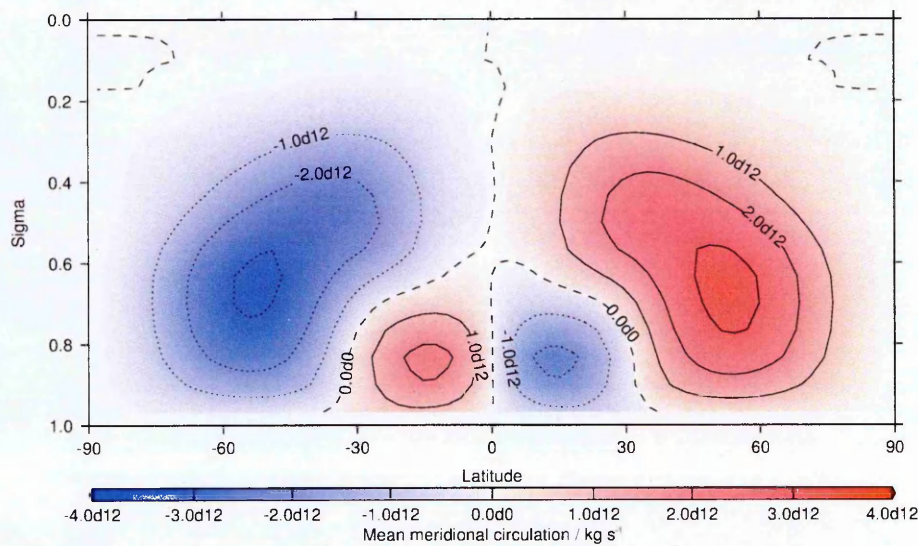 0.0
0.2
0.4
0.6
0.8
1.0
Sigma
-1.0d12
-2.0d12
1.0d12
2.0d12
0.0d0
1.0d12
-1.0d12
-0.0d0
-90 -60 -30 0 30 60 90
Latitude
-4.0d12 -3.0d12 -2.0d12 -1.0d12 0.0d0 1.0d12 2.0d12 3.0d12 4.0d12
Mean meridional circulation / kg s⁻